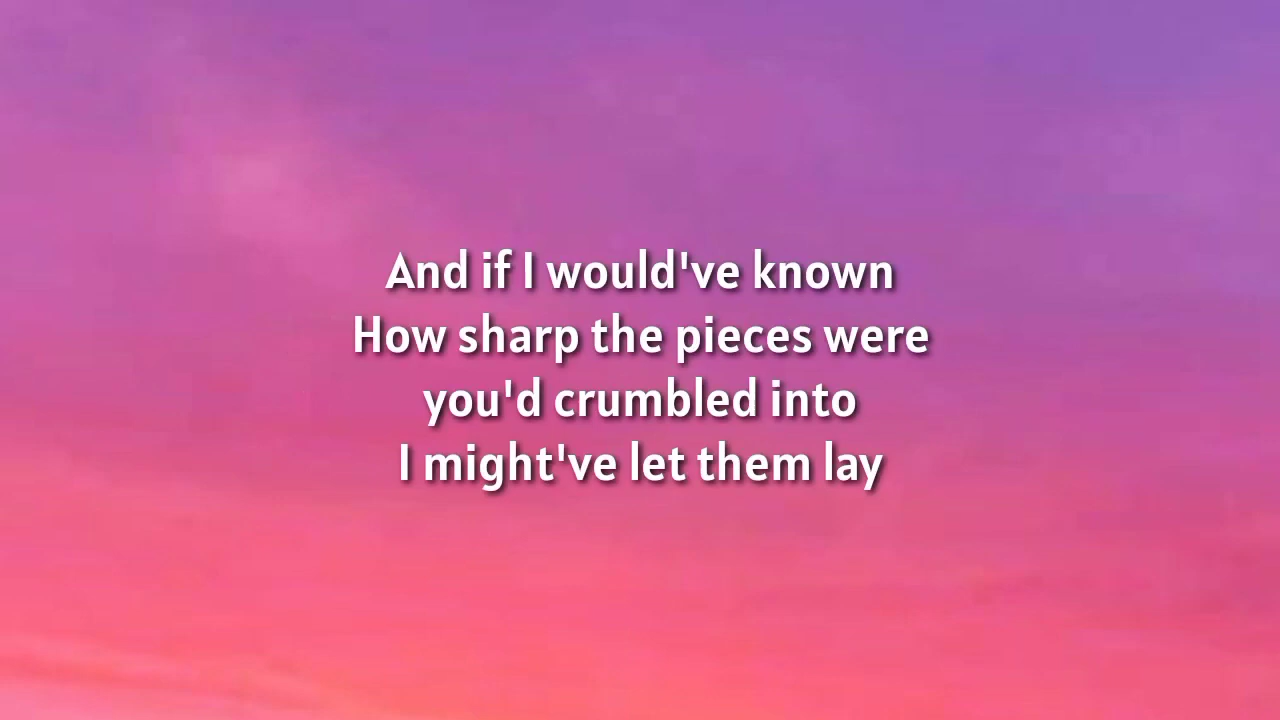 And if I would've known
How sharp the pieces were
you'd crumbled into
I might've let them lay